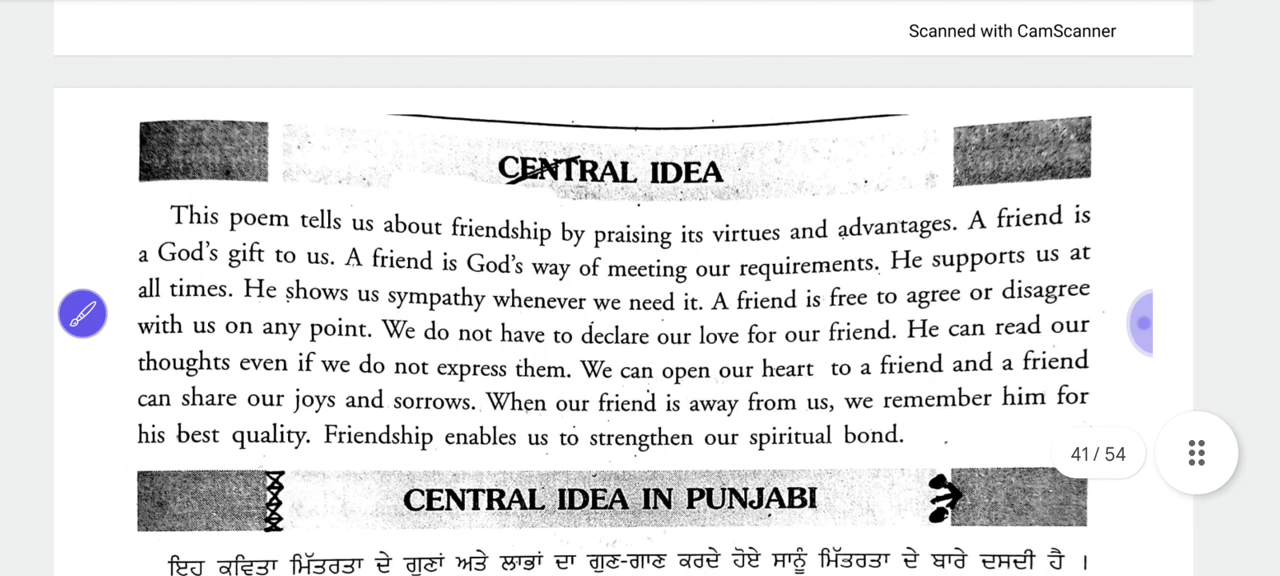 Scanned with CamScanner
CENTRAL IDEA
This poem tells us about friendship by praising its virtues and advantages. A friend is
a God's gift to us. A friend is God's way of meeting our requirements. He supports us at
all times. He shows us sympathy whenever we need it. A friend is free to agree or disagree
with us on any point. We do not have to declare our love for our friend. He can read our
thoughts even if we do not express them. We can open our heart to a friend and a friend
can share our joys and sorrows. When our friend is away from us, we remember him for
his best quality. Friendship enables us to strengthen our spiritual bond.
41 / 54
CENTRAL IDEA IN PUNJABI
ਇਹ ਕਵਿਤਾ ਮਿੱਤਰਤਾ ਦੇ ਗੁਣਾਂ ਅਤੇ ਲਾਭਾਂ ਦਾ ਗੁਣ-ਗਾਣ ਕਰਦੇ ਹੋਏ ਸਾਨੂੰ ਮਿੱਤਰਤਾ ਦੇ ਬਾਰੇ ਦਸਦੀ ਹੈ ।